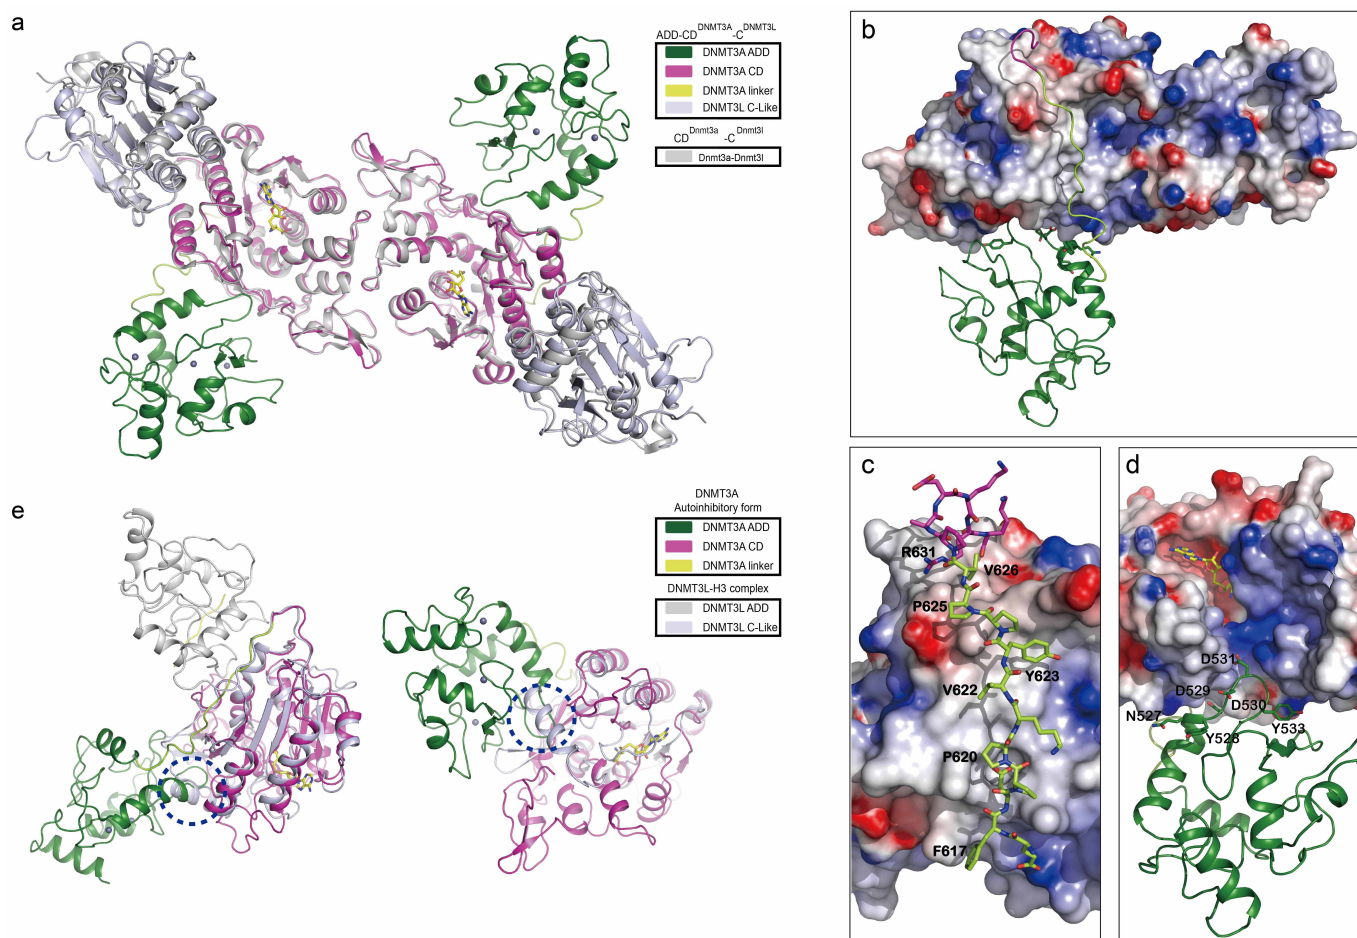 a
ADD-CD^DNMT3A-C^DNMT3L
DNMT3A ADD
DNMT3A CD
DNMT3A linker
DNMT3L C-Like
CD^Dnmt3a -C^Dnmt3l
Dnmt3a-Dnmt3l
b
c
R631
V626
P625
Y623
V622
P620
F617
d
D531
D529
D530
N527
Y528
Y533
e
DNMT3A
Autoinhibitory form
DNMT3A ADD
DNMT3A CD
DNMT3A linker
DNMT3L-H3 complex
DNMT3L ADD
DNMT3L C-Like